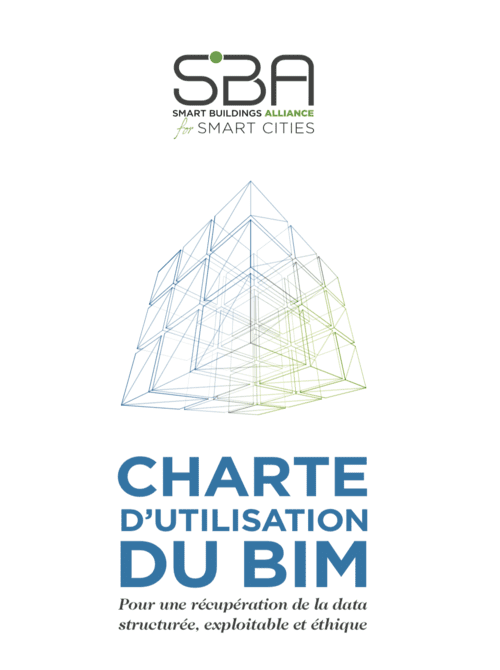 SBA
SMART BUILDINGS ALLIANCE
for SMART CITIES
CHARTE
D'UTILISATION
DU BIM
Pour une récupération de la data
structurée, exploitable et éthique